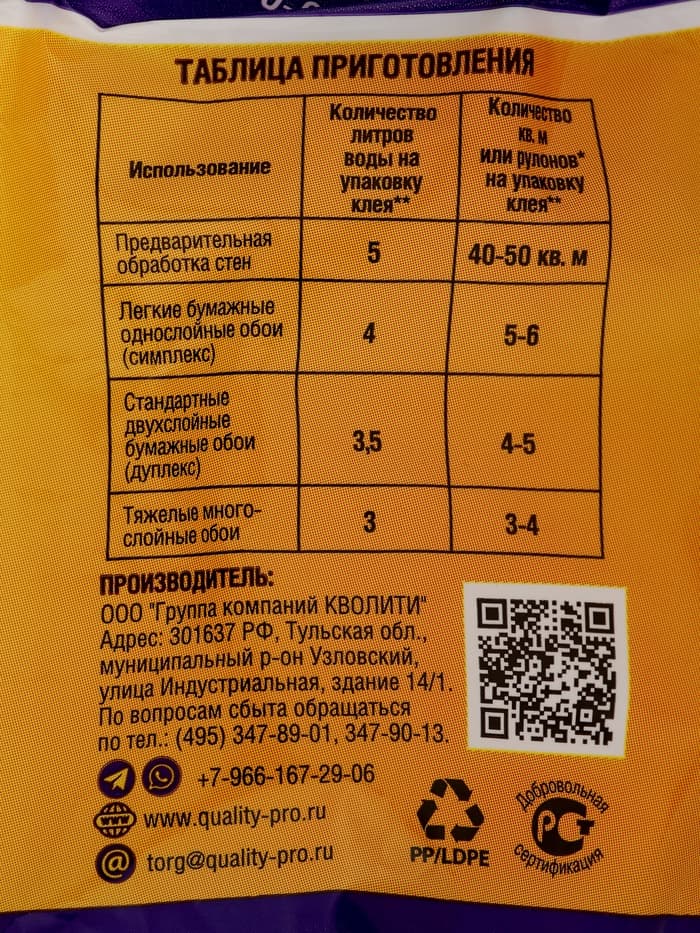 ТАБЛИЦА ПРИГОТОВЛЕНИЯ
Использование
Количество
литров
воды на
упаковку
клея**
Количество
кв. м
или рулонов*
на упаковку
клея**
Предварительная
обработка стен
5
40-50 кв. м
Легкие бумажные
однослойные обои
(симплекс)
4
5-6
Стандартные
двухслойные
бумажные обои
(дуплекс)
3,5
4-5
Тяжелые много-
слойные обои
3
3-4
ПРОИЗВОДИТЕЛЬ:
ООО "Группа компаний КВОЛИТИ"
Адрес: 301637 РФ, Тульская обл.,
муниципальный р-он Узловский,
улица Индустриальная, здание 14/1.
По вопросам сбыта обращаться
по тел.: (495) 347-89-01, 347-90-13.
+7-966-167-29-06
www
www.quality-pro.ru
@
torg@quality-pro.ru
PP/LDPE
Добровольная
РСТ
сертификация